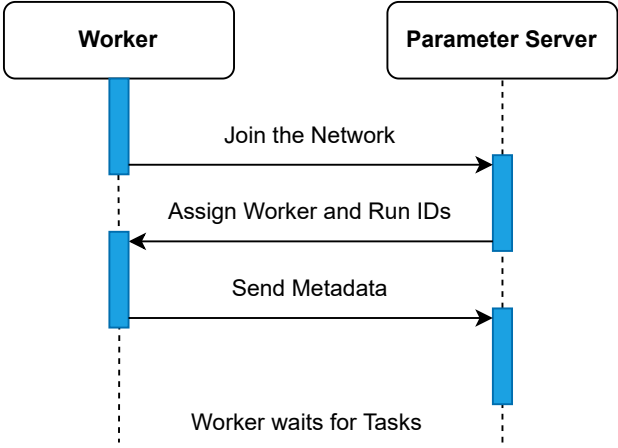 Worker
Parameter Server
Join the Network
Assign Worker and Run IDs
Send Metadata
Worker waits for Tasks